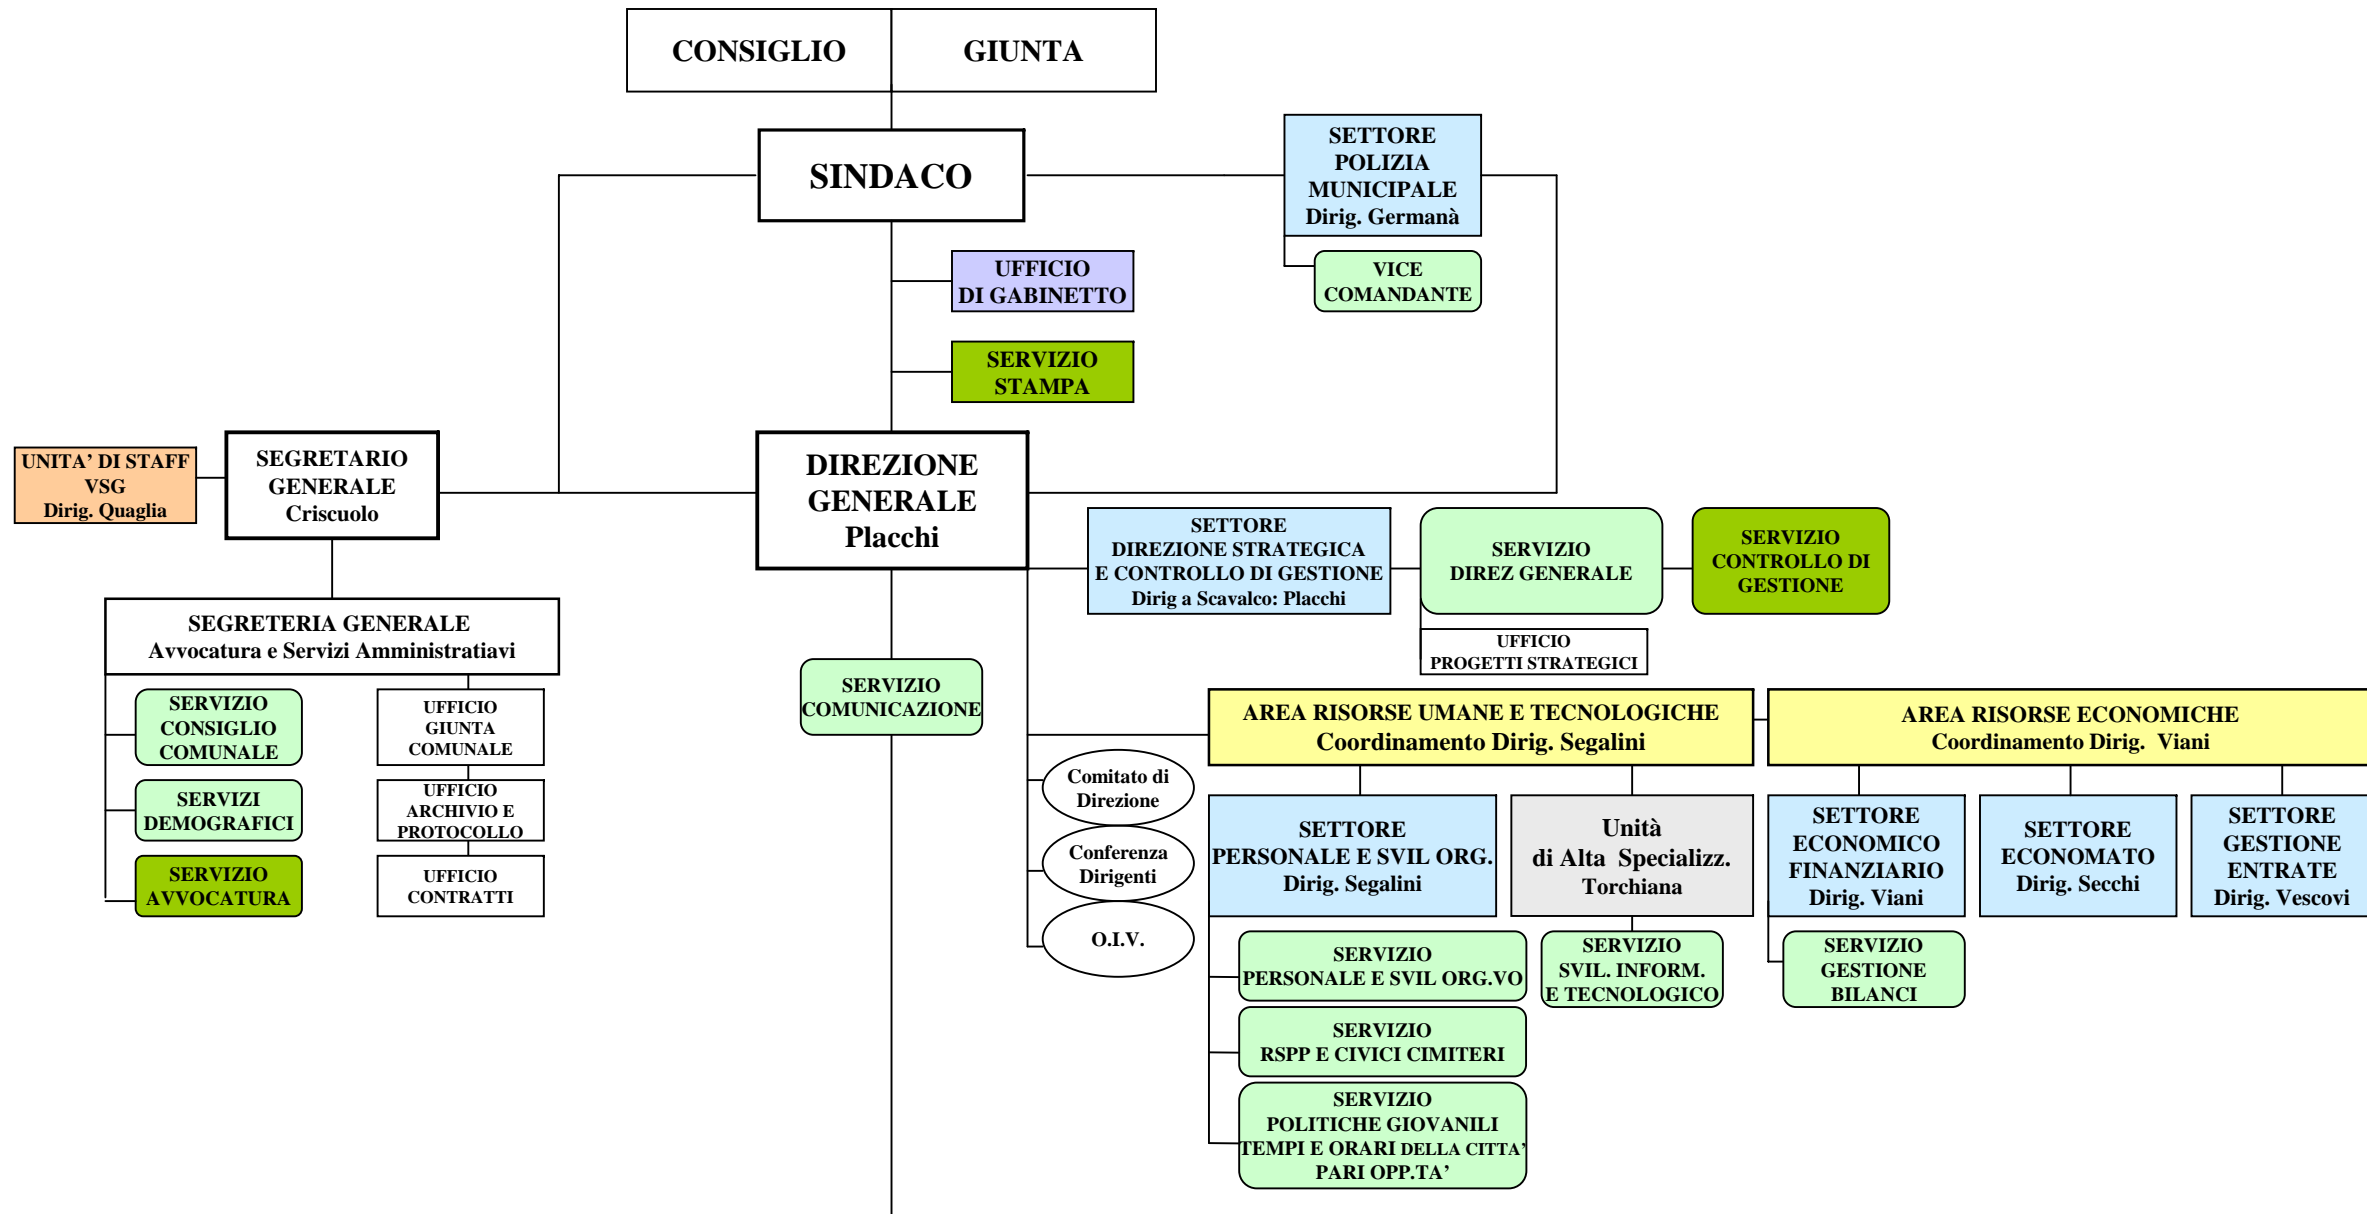 CONSIGLIO
GIUNTA
SINDACO
SETTORE
POLIZIA
MUNICIPALE
Dirig. Germanà
VICE
COMANDANTE
UFFICIO
DI GABINETTO
SERVIZIO
STAMPA
UNITA’ DI STAFF
VSG
Dirig. Quaglia
SEGRETARIO
GENERALE
Criscuolo
DIREZIONE
GENERALE
Placchi
SETTORE
DIREZIONE STRATEGICA
E CONTROLLO DI GESTIONE
Dirig a Scavalco: Placchi
SERVIZIO
DIREZ GENERALE
SERVIZIO
CONTROLLO DI
GESTIONE
UFFICIO
PROGETTI STRATEGICI
SEGRETERIA GENERALE
Avvocatura e Servizi Amministratiavi
SERVIZIO
CONSIGLIO
COMUNALE
SERVIZI
DEMOGRAFICI
SERVIZIO
AVVOCATURA
UFFICIO
GIUNTA
COMUNALE
UFFICIO
ARCHIVIO E
PROTOCOLLO
UFFICIO
CONTRATTI
SERVIZIO
COMUNICAZIONE
Comitato di
Direzione
Conferenza
Dirigenti
O.I.V.
AREA RISORSE UMANE E TECNOLOGICHE
Coordinamento Dirig. Segalini
SETTORE
PERSONALE E SVIL ORG.
Dirig. Segalini
SERVIZIO
PERSONALE E SVIL ORG.VO
SERVIZIO
RSPP E CIVICI CIMITERI
SERVIZIO
POLITICHE GIOVANILI
TEMPI E ORARI DELLA CITTA’
PARI OPP.TA’
Unità
di Alta Specializz.
Torchiana
SERVIZIO
SVIL. INFORM.
E TECNOLOGICO
AREA RISORSE ECONOMICHE
Coordinamento Dirig. Viani
SETTORE
ECONOMICO
FINANZIARIO
Dirig. Viani
SERVIZIO
GESTIONE
BILANCI
SETTORE
ECONOMATO
Dirig. Secchi
SETTORE
GESTIONE
ENTRATE
Dirig. Vescovi